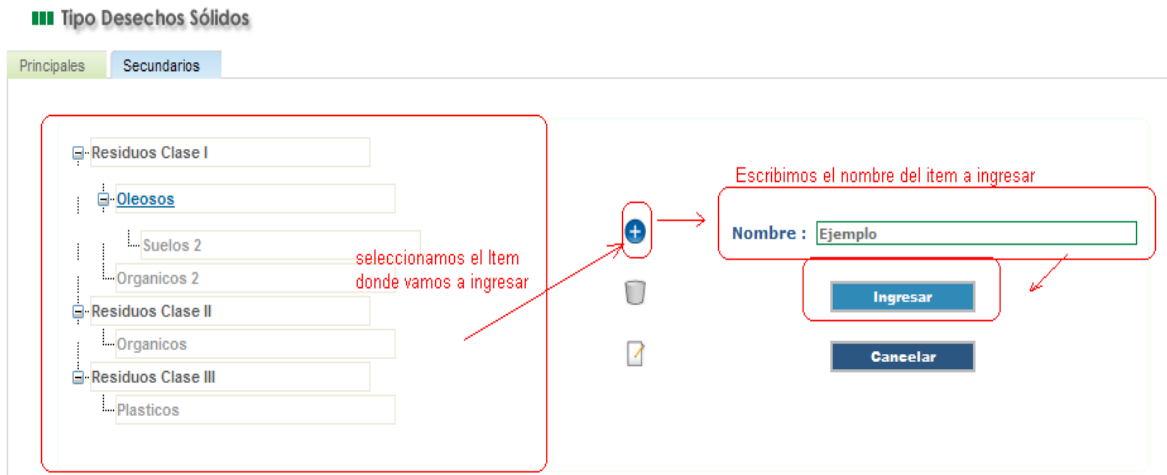 Tipo Desechos Sólidos
Principales
Secundarios
Residuos Clase I
Oleosos
Suelos 2
Organicos 2
Residuos Clase II
Organicos
Residuos Clase III
Plasticos
seleccionamos el Item
donde vamos a ingresar
Escribimos el nombre del item a ingresar
Nombre : Ejemplo
Ingresar
Cancelar